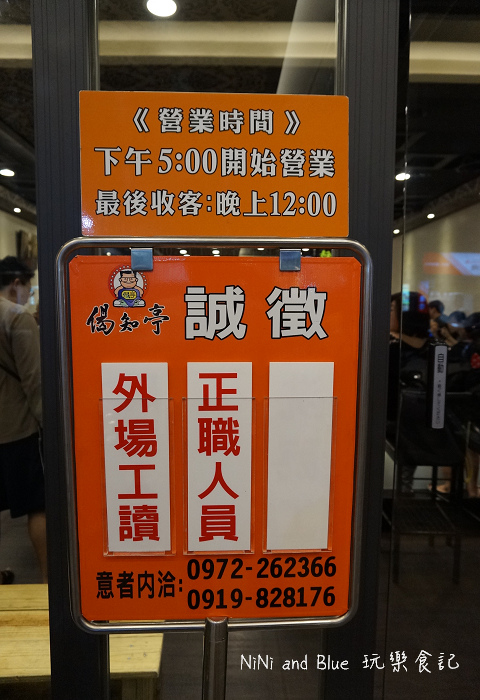 《營業時間》
下午5:00開始營業
最後收客:晚上12:00
偈知亭
誠徵
外場工讀
正職人員
意者內洽:
0972-262366
0919-828176
自動
NiNi and Blue 玩樂食記